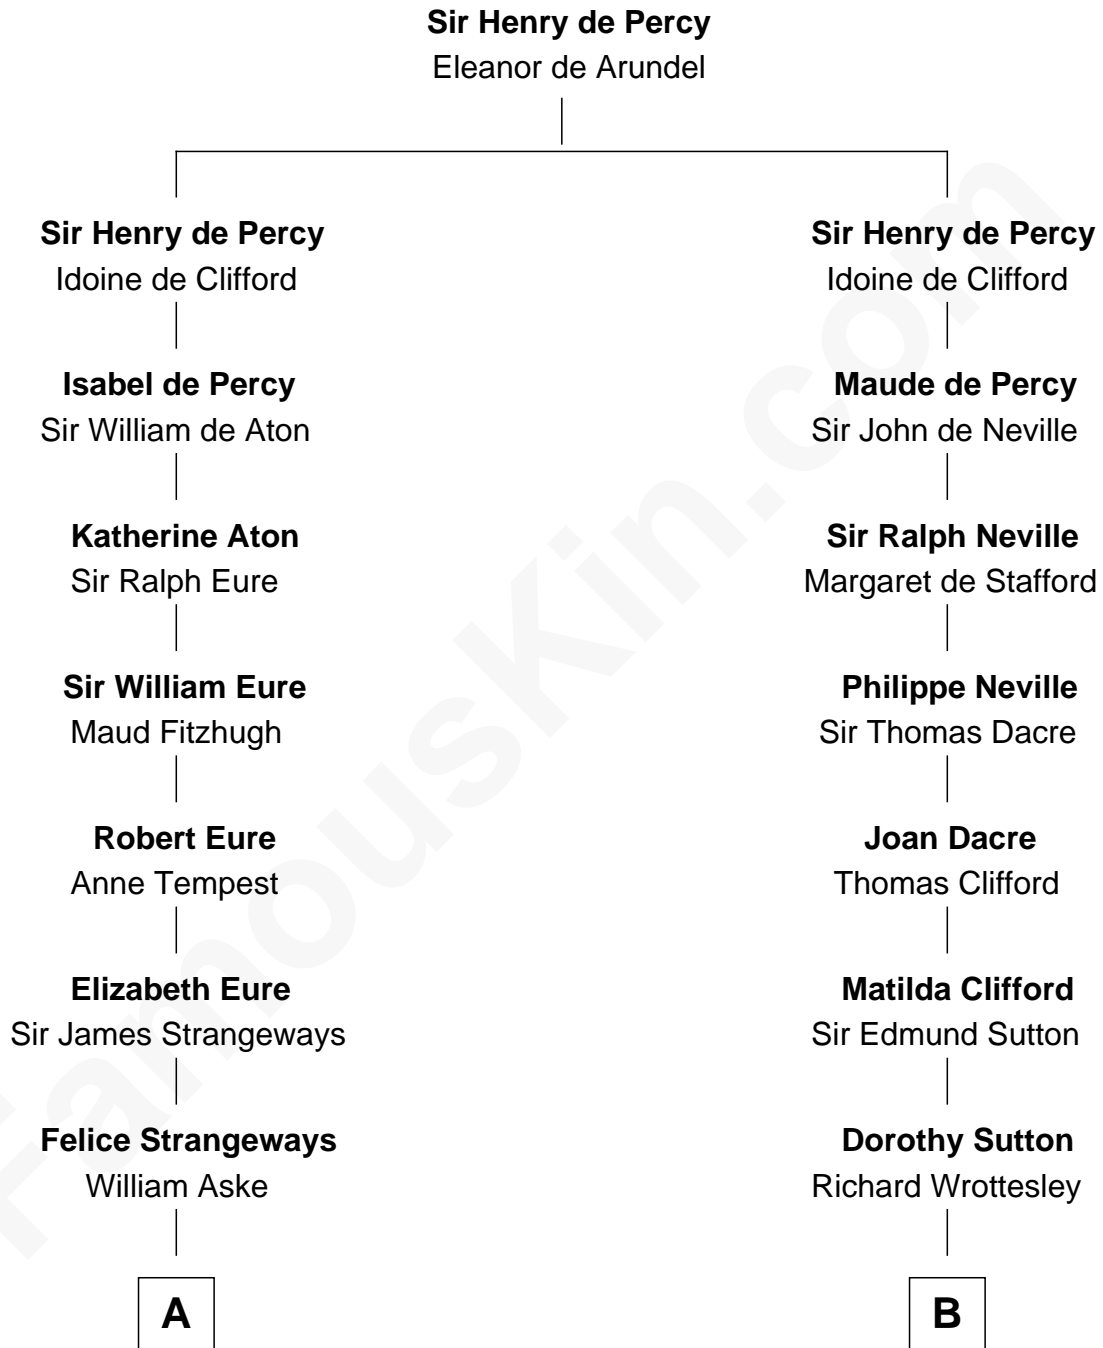 Sir Henry de Percy
Eleanor de Arundel
Sir Henry de Percy
Idoine de Clifford
Isabel de Percy
Sir William de Aton
Katherine Aton
Sir Ralph Eure
Sir William Eure
Maud Fitzhugh
Robert Eure
Anne Tempest
Elizabeth Eure
Sir James Strangeways
Felice Strangeways
William Aske
A
Sir Henry de Percy
Idoine de Clifford
Maude de Percy
Sir John de Neville
Sir Ralph Neville
Margaret de Stafford
Philippe Neville
Sir Thomas Dacre
Joan Dacre
Thomas Clifford
Matilda Clifford
Sir Edmund Sutton
Dorothy Sutton
Richard Wrottesley
B
FamousKin.com